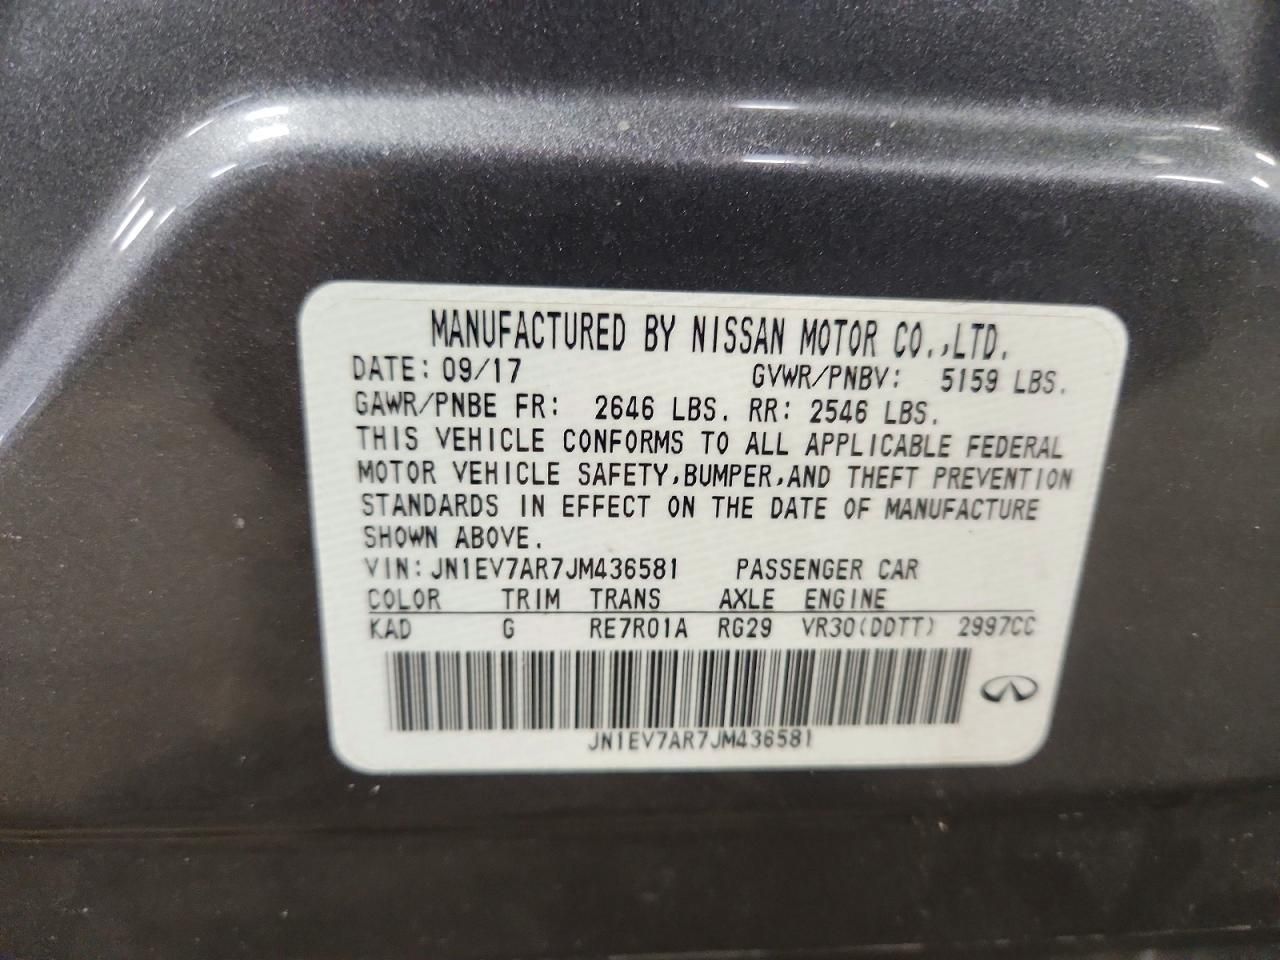 MANUFACTURED BY NISSAN MOTOR CO.,LTD.
DATE: 09/17 GVWR/PNBV: 5159 LBS.
GAWR/PNBE FR: 2646 LBS. RR: 2546 LBS.
THIS VEHICLE CONFORMS TO ALL APPLICABLE FEDERAL
MOTOR VEHICLE SAFETY,BUMPER,AND THEFT PREVENTION
STANDARDS IN EFFECT ON THE DATE OF MANUFACTURE
SHOWN ABOVE.
VIN:JN1EV7AR7JM436581 PASSENGER CAR
COLOR TRIM TRANS AXLE ENGINE
KAD G RE7R01A RG29 VR30(DDTT) 2997CC
JN1EV7AR7JM436581